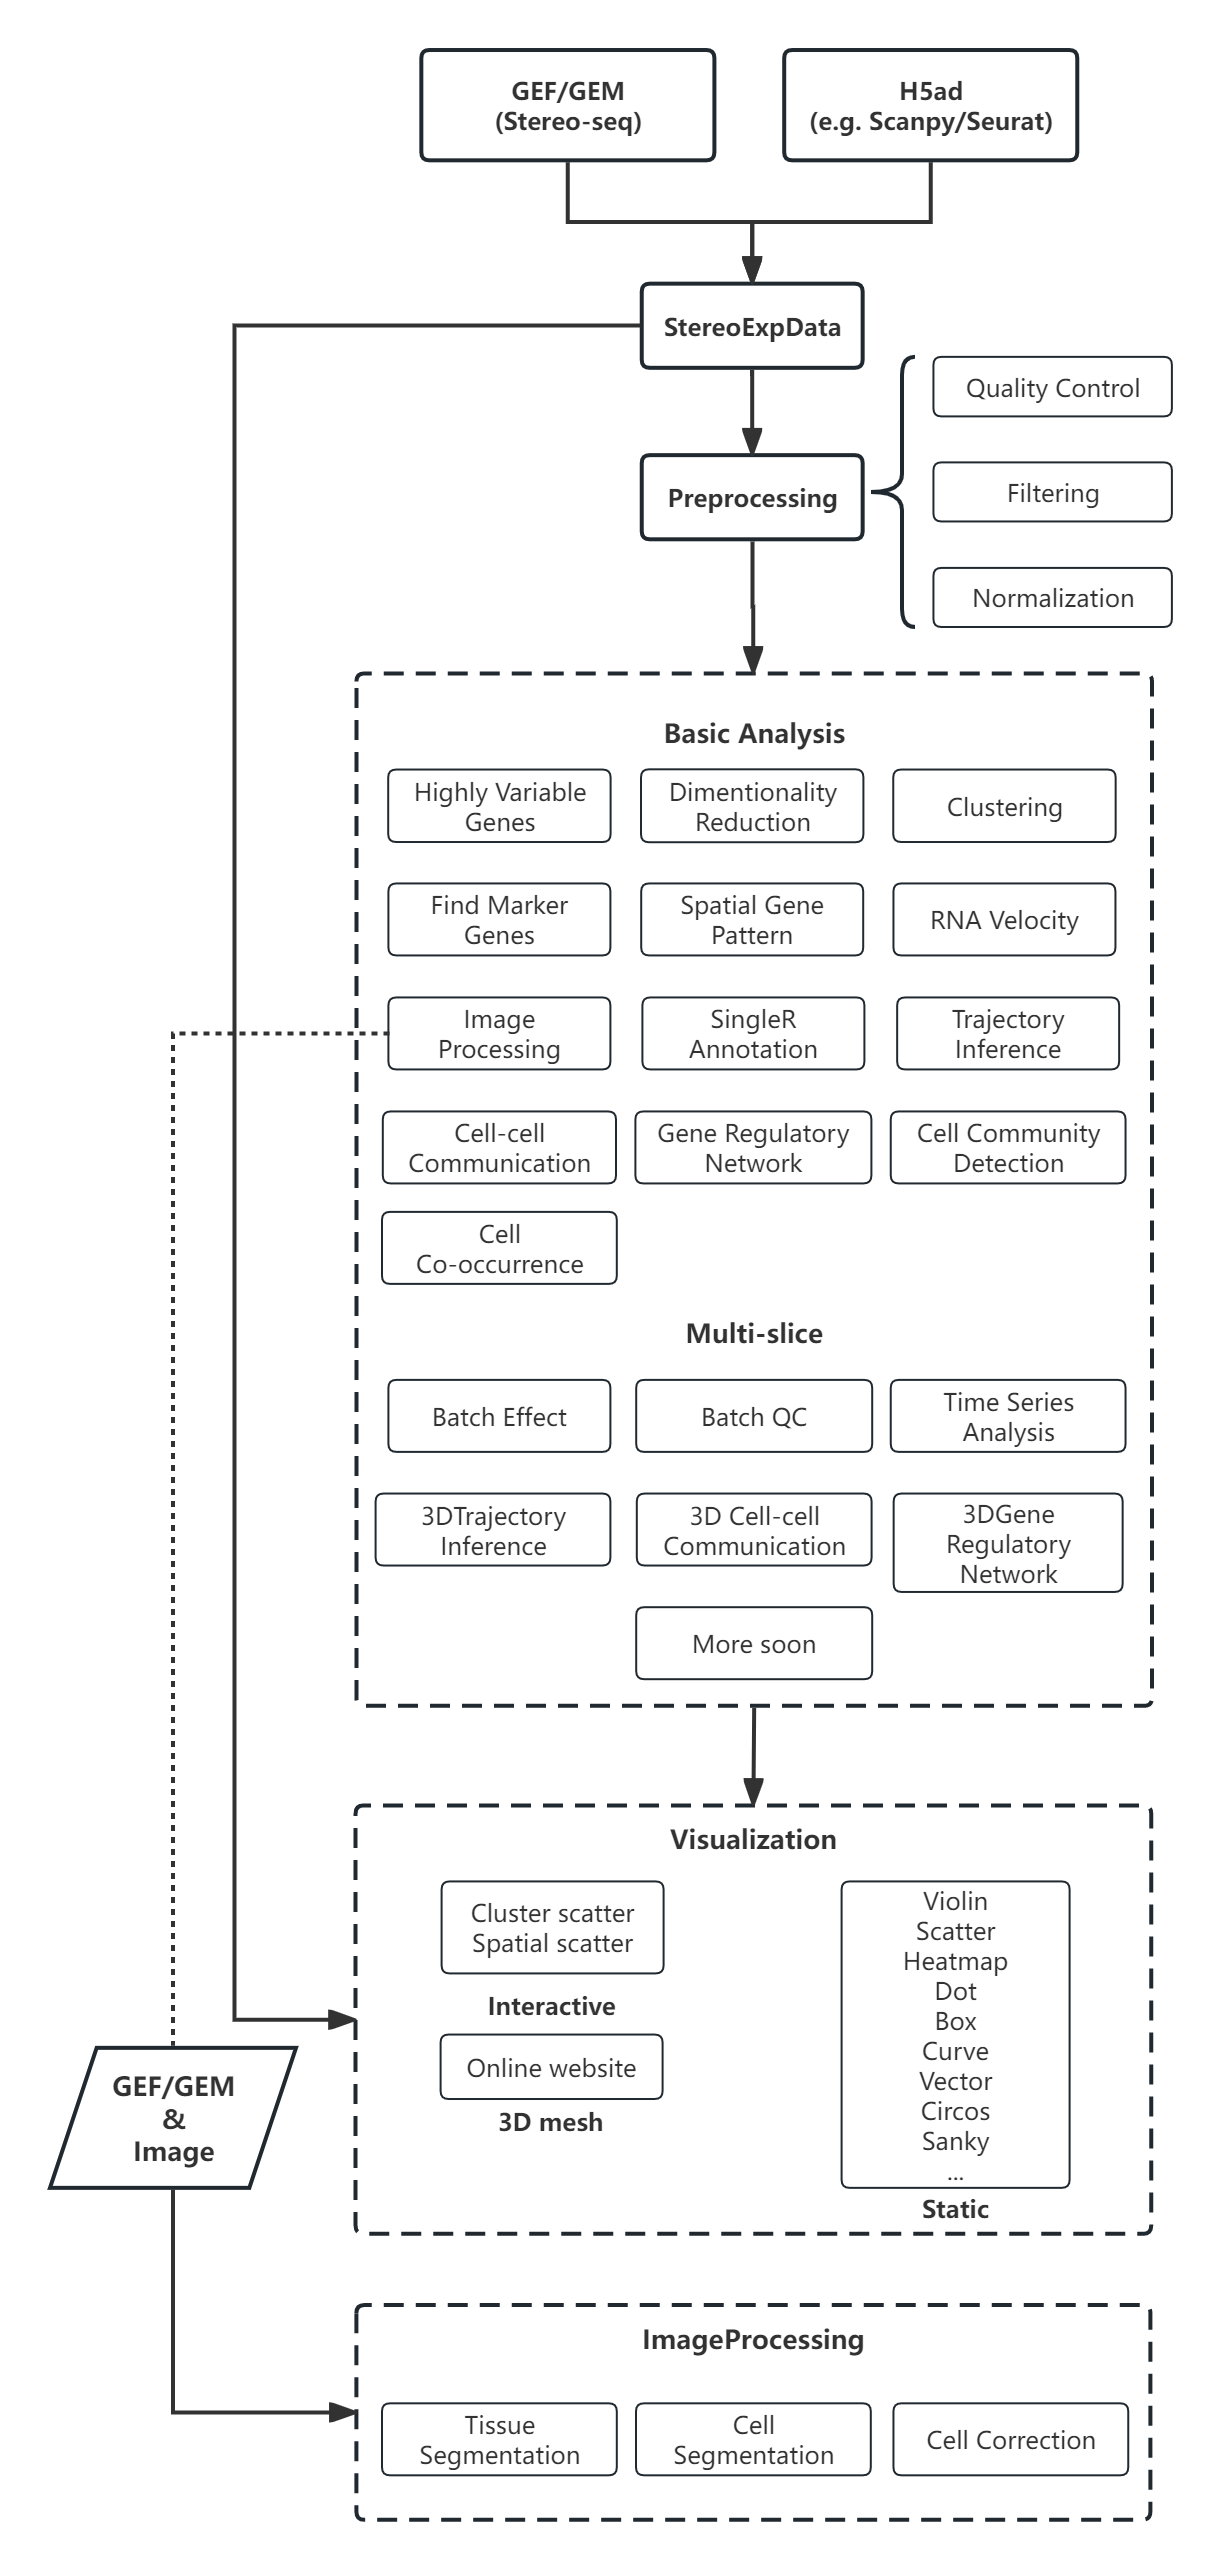 GEF/GEM
(Stereo-seq)
H5ad
(e.g. Scanpy/Seurat)
StereoExpData
Quality Control
Preprocessing
Filtering
Normalization
Basic Analysis
Highly Variable
Genes
Dimentionality
Reduction
Clustering
Find Marker
Genes
Spatial Gene
Pattern
RNA Velocity
Image
Processing
SingleR
Annotation
Trajectory
Inference
Cell-cell
Communication
Gene Regulatory
Network
Cell Community
Detection
Cell
Co-occurrence
Multi-slice
Batch Effect
Batch QC
Time Series
Analysis
3DTrajectory
Inference
3D Cell-cell
Communication
3DGene
Regulatory
Network
More soon
Visualization
Cluster scatter
Spatial scatter
Interactive
Online website
3D mesh
Violin
Scatter
Heatmap
Dot
Box
Curve
Vector
Circos
Sanky
...
Static
GEF/GEM
&
Image
ImageProcessing
Tissue
Segmentation
Cell
Segmentation
Cell Correction